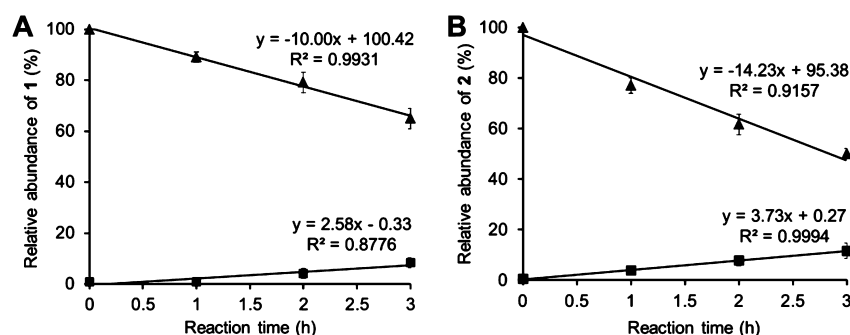 A
Relative abundance of 1 (%)
100
80
60
40
20
0
y = -10.00x + 100.42
R² = 0.9931
y = 2.58x - 0.33
R² = 0.8776
0 0.5 1 1.5 2 2.5 3
Reaction time (h)
B
Relative abundance of 2 (%)
100
80
60
40
20
0
y = -14.23x + 95.38
R² = 0.9157
y = 3.73x + 0.27
R² = 0.9994
0 0.5 1 1.5 2 2.5 3
Reaction time (h)